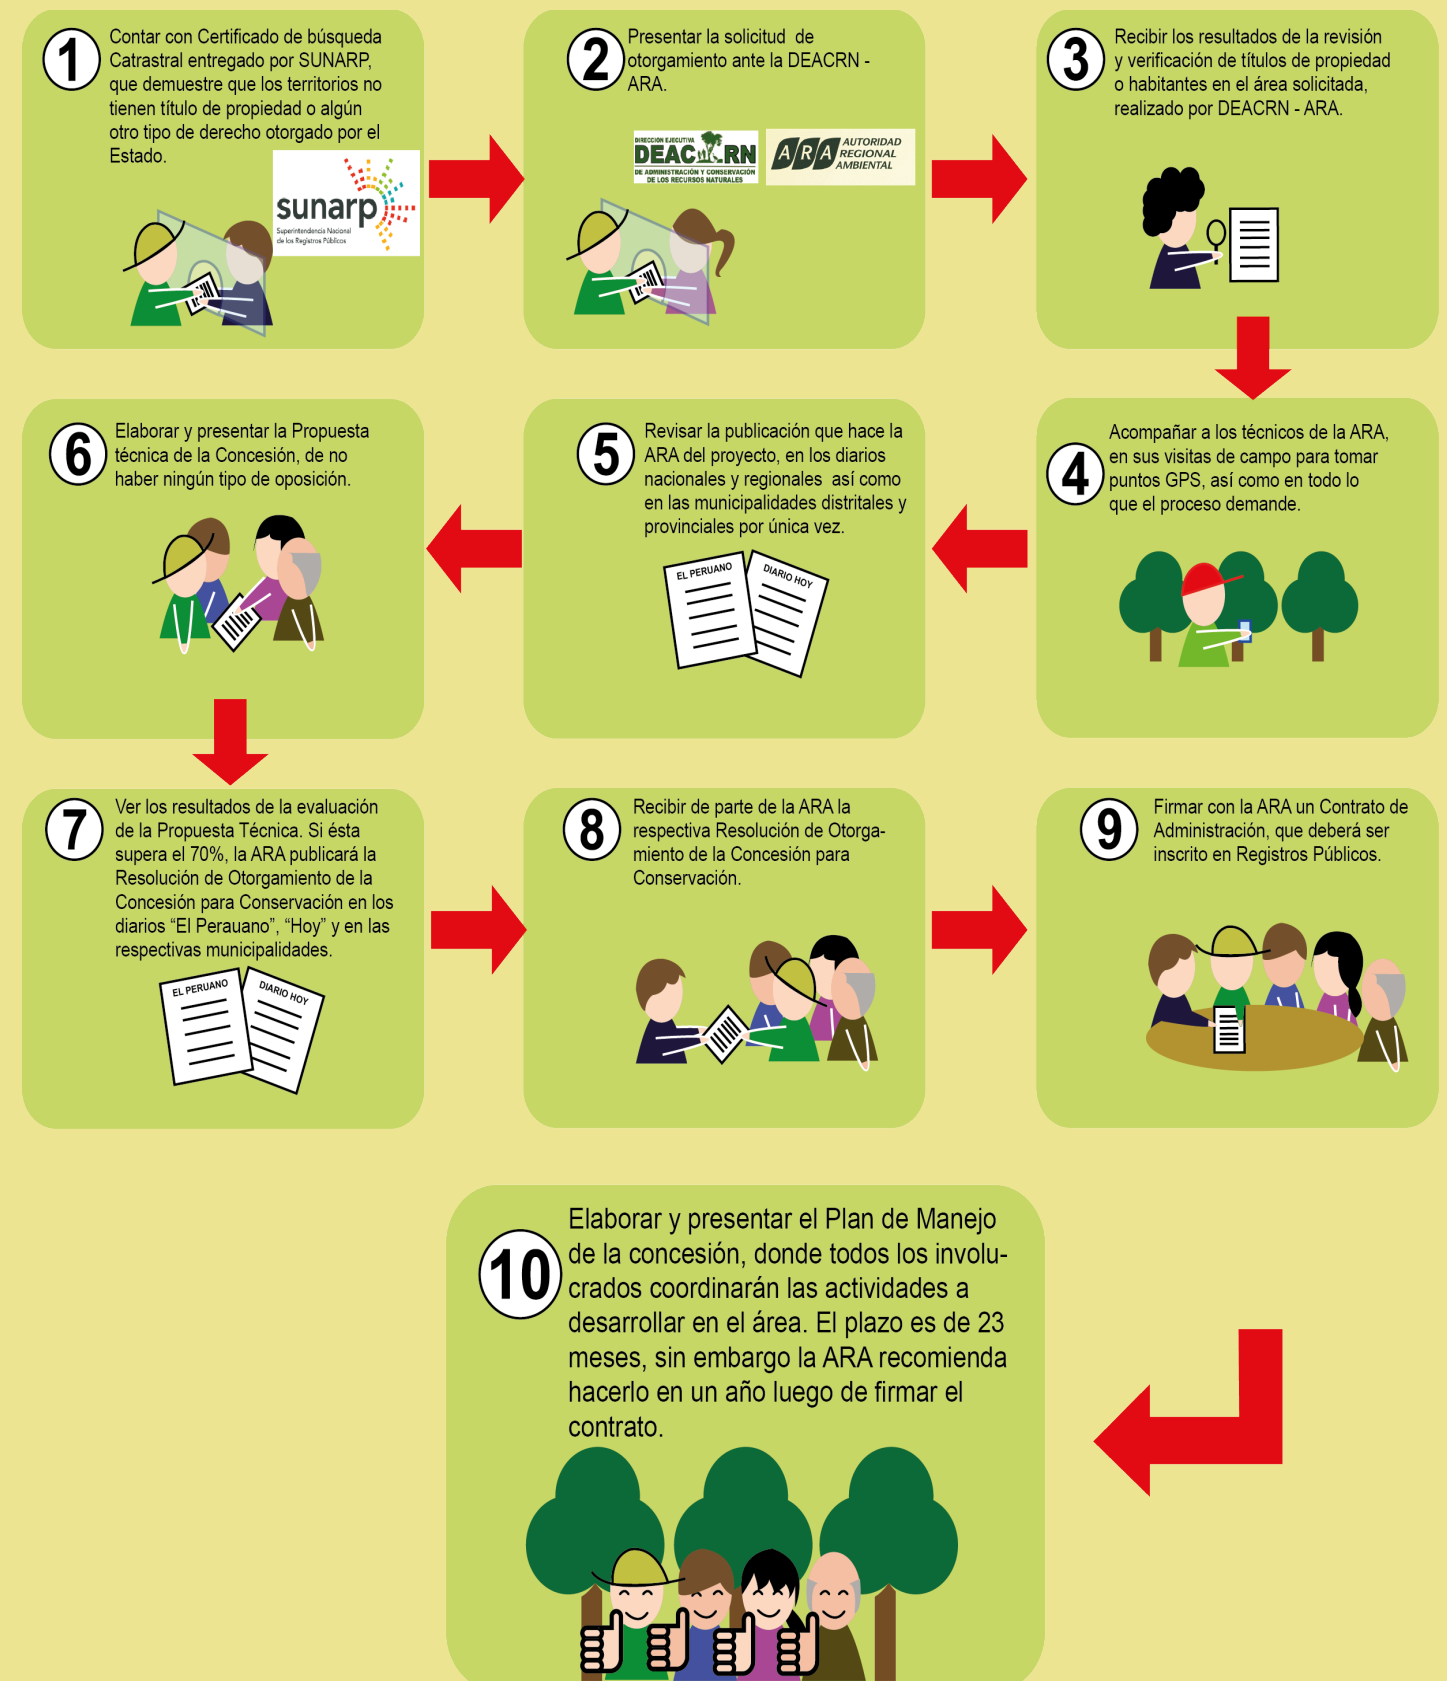 1
Contar con Certificado de búsqueda
Catrastral entregado por SUNARP,
que demuestre que los territorios no
tienen título de propiedad o algún
otro tipo de derecho otorgado por el
Estado.
sunarp
Superintendencia Nacional
de los Registros Públicos
2
Presentar la solicitud de
otorgamiento ante la DEACRN -
ARA.
DIRECCIÓN EJECUTIVA
DEACRN
DE ADMINISTRACIÓN Y CONSERVACIÓN
DE LOS RECURSOS NATURALES
ARA
AUTORIDAD
REGIONAL
AMBIENTAL
3
Recibir los resultados de la revisión
y verificación de títulos de propiedad
o habitantes en el área solicitada,
realizado por DEACRN - ARA.
4
Acompañar a los técnicos de la ARA,
en sus visitas de campo para tomar
puntos GPS, así como en todo lo
que el proceso demande.
5
Revisar la publicación que hace la
ARA del proyecto, en los diarios
nacionales y regionales así como
en las municipalidades distritales y
provinciales por única vez.
EL PERUANO
DIARIO HOY
6
Elaborar y presentar la Propuesta
técnica de la Concesión, de no
haber ningún tipo de oposición.
7
Ver los resultados de la evaluación
de la Propuesta Técnica. Si ésta
supera el 70%, la ARA publicará la
Resolución de Otorgamiento de la
Concesión para Conservación en los
diarios “El Perauano”, “Hoy” y en las
respectivas municipalidades.
EL PERUANO
DIARIO HOY
8
Recibir de parte de la ARA la
respectiva Resolución de Otorga-
miento de la Concesión para
Conservación.
9
Firmar con la ARA un Contrato de
Administración, que deberá ser
inscrito en Registros Públicos.
10
Elaborar y presentar el Plan de Manejo
de la concesión, donde todos los involu-
crados coordinarán las actividades a
desarrollar en el área. El plazo es de 23
meses, sin embargo la ARA recomienda
hacerlo en un año luego de firmar el
contrato.